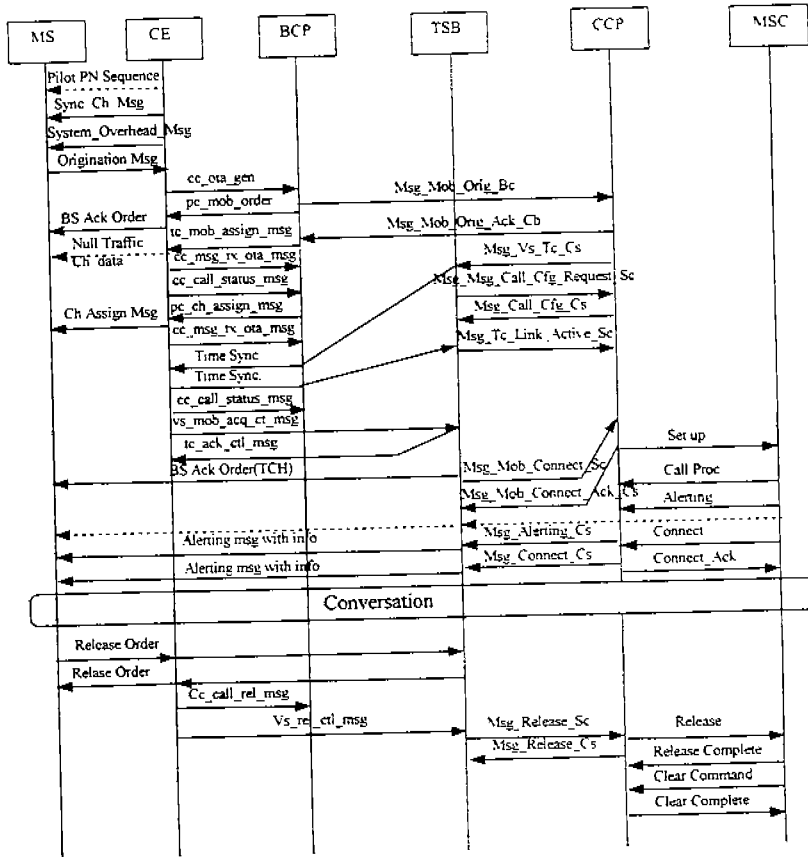 MS CE BCP TSB CCP MSC
Pilot PN Sequence
Sync_Ch_Msg
System_Overhead_Msg
Origination Msg
cc_ota_gen
Msg_Mob_Orig_Bc
pc_mob_order
BS Ack Order
Msg_Mob_Orig_Ack_Cb
tc_mob_assign_msg
Null Traffic
Ch data
Msg_Vs_Tc_Cs
cc_msg_rx_ota_msg
Msg_Msg_Call_Cfg_Request_Sc
cc_call_status_msg
Msg_Call_Cfg_Cs
pc_ch_assign_msg
Ch Assign Msg
cc_msg_rx_ota_msg
Msg_Tc_Link_Active_Sc
Time Sync
Time Sync.
cc_call_status_msg
vs_mob_acq_ct_msg
tc_ack_ctl_msg
Set up
BS Ack Order(TCH)
Msg_Mob_Connect_Sc
Call Proc
Msg_Mob_Connect_Ack_Cs
Alerting
Alerting msg with info
Msg_Alerting_Cs
Connect
Alerting msg with info
Msg_Connect_Cs
Connect_Ack
Conversation
Release Order
Relase Order
Cc_call_rel_msg
Vs_rel_ctl_msg
Msg_Release_Sc
Release
Msg_Release_Cs
Release Complete
Clear Command
Clear Complete